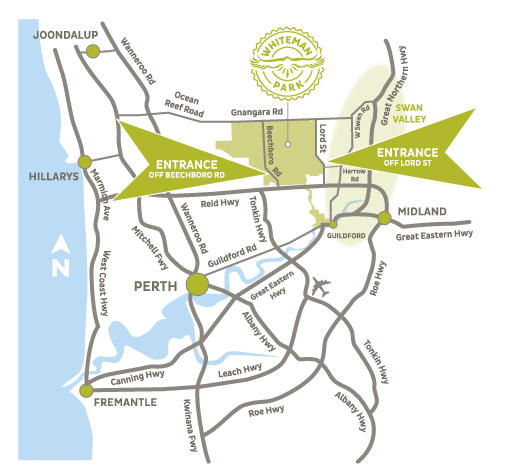 JOONDALUP
Wanneroo Rd
WHITEMAN
PARK
Great Northern Hwy
Ocean
Reef Road
Gnangara Rd
SWAN
VALLEY
W Swan Rd
Beechboro Rd
Lord St
ENTRANCE
OFF BEECHBORO RD
ENTRANCE
OFF LORD ST
HILLARYS
Marmion Ave
Harrow
Rd
Reid Hwy
Tonkin Hwy
MIDLAND
Wanneroo Rd
Mitchell Fwy
GUILDFORD
Great Eastern Hwy
Guildford Rd
N
West Coast Hwy
PERTH
Great Eastern
Hwy
Roe Hwy
Albany Hwy
Tonkin Hwy
Canning Hwy
Leach Hwy
FREMANTLE
Kwinana Fwy
Roe Hwy
Albany Hwy